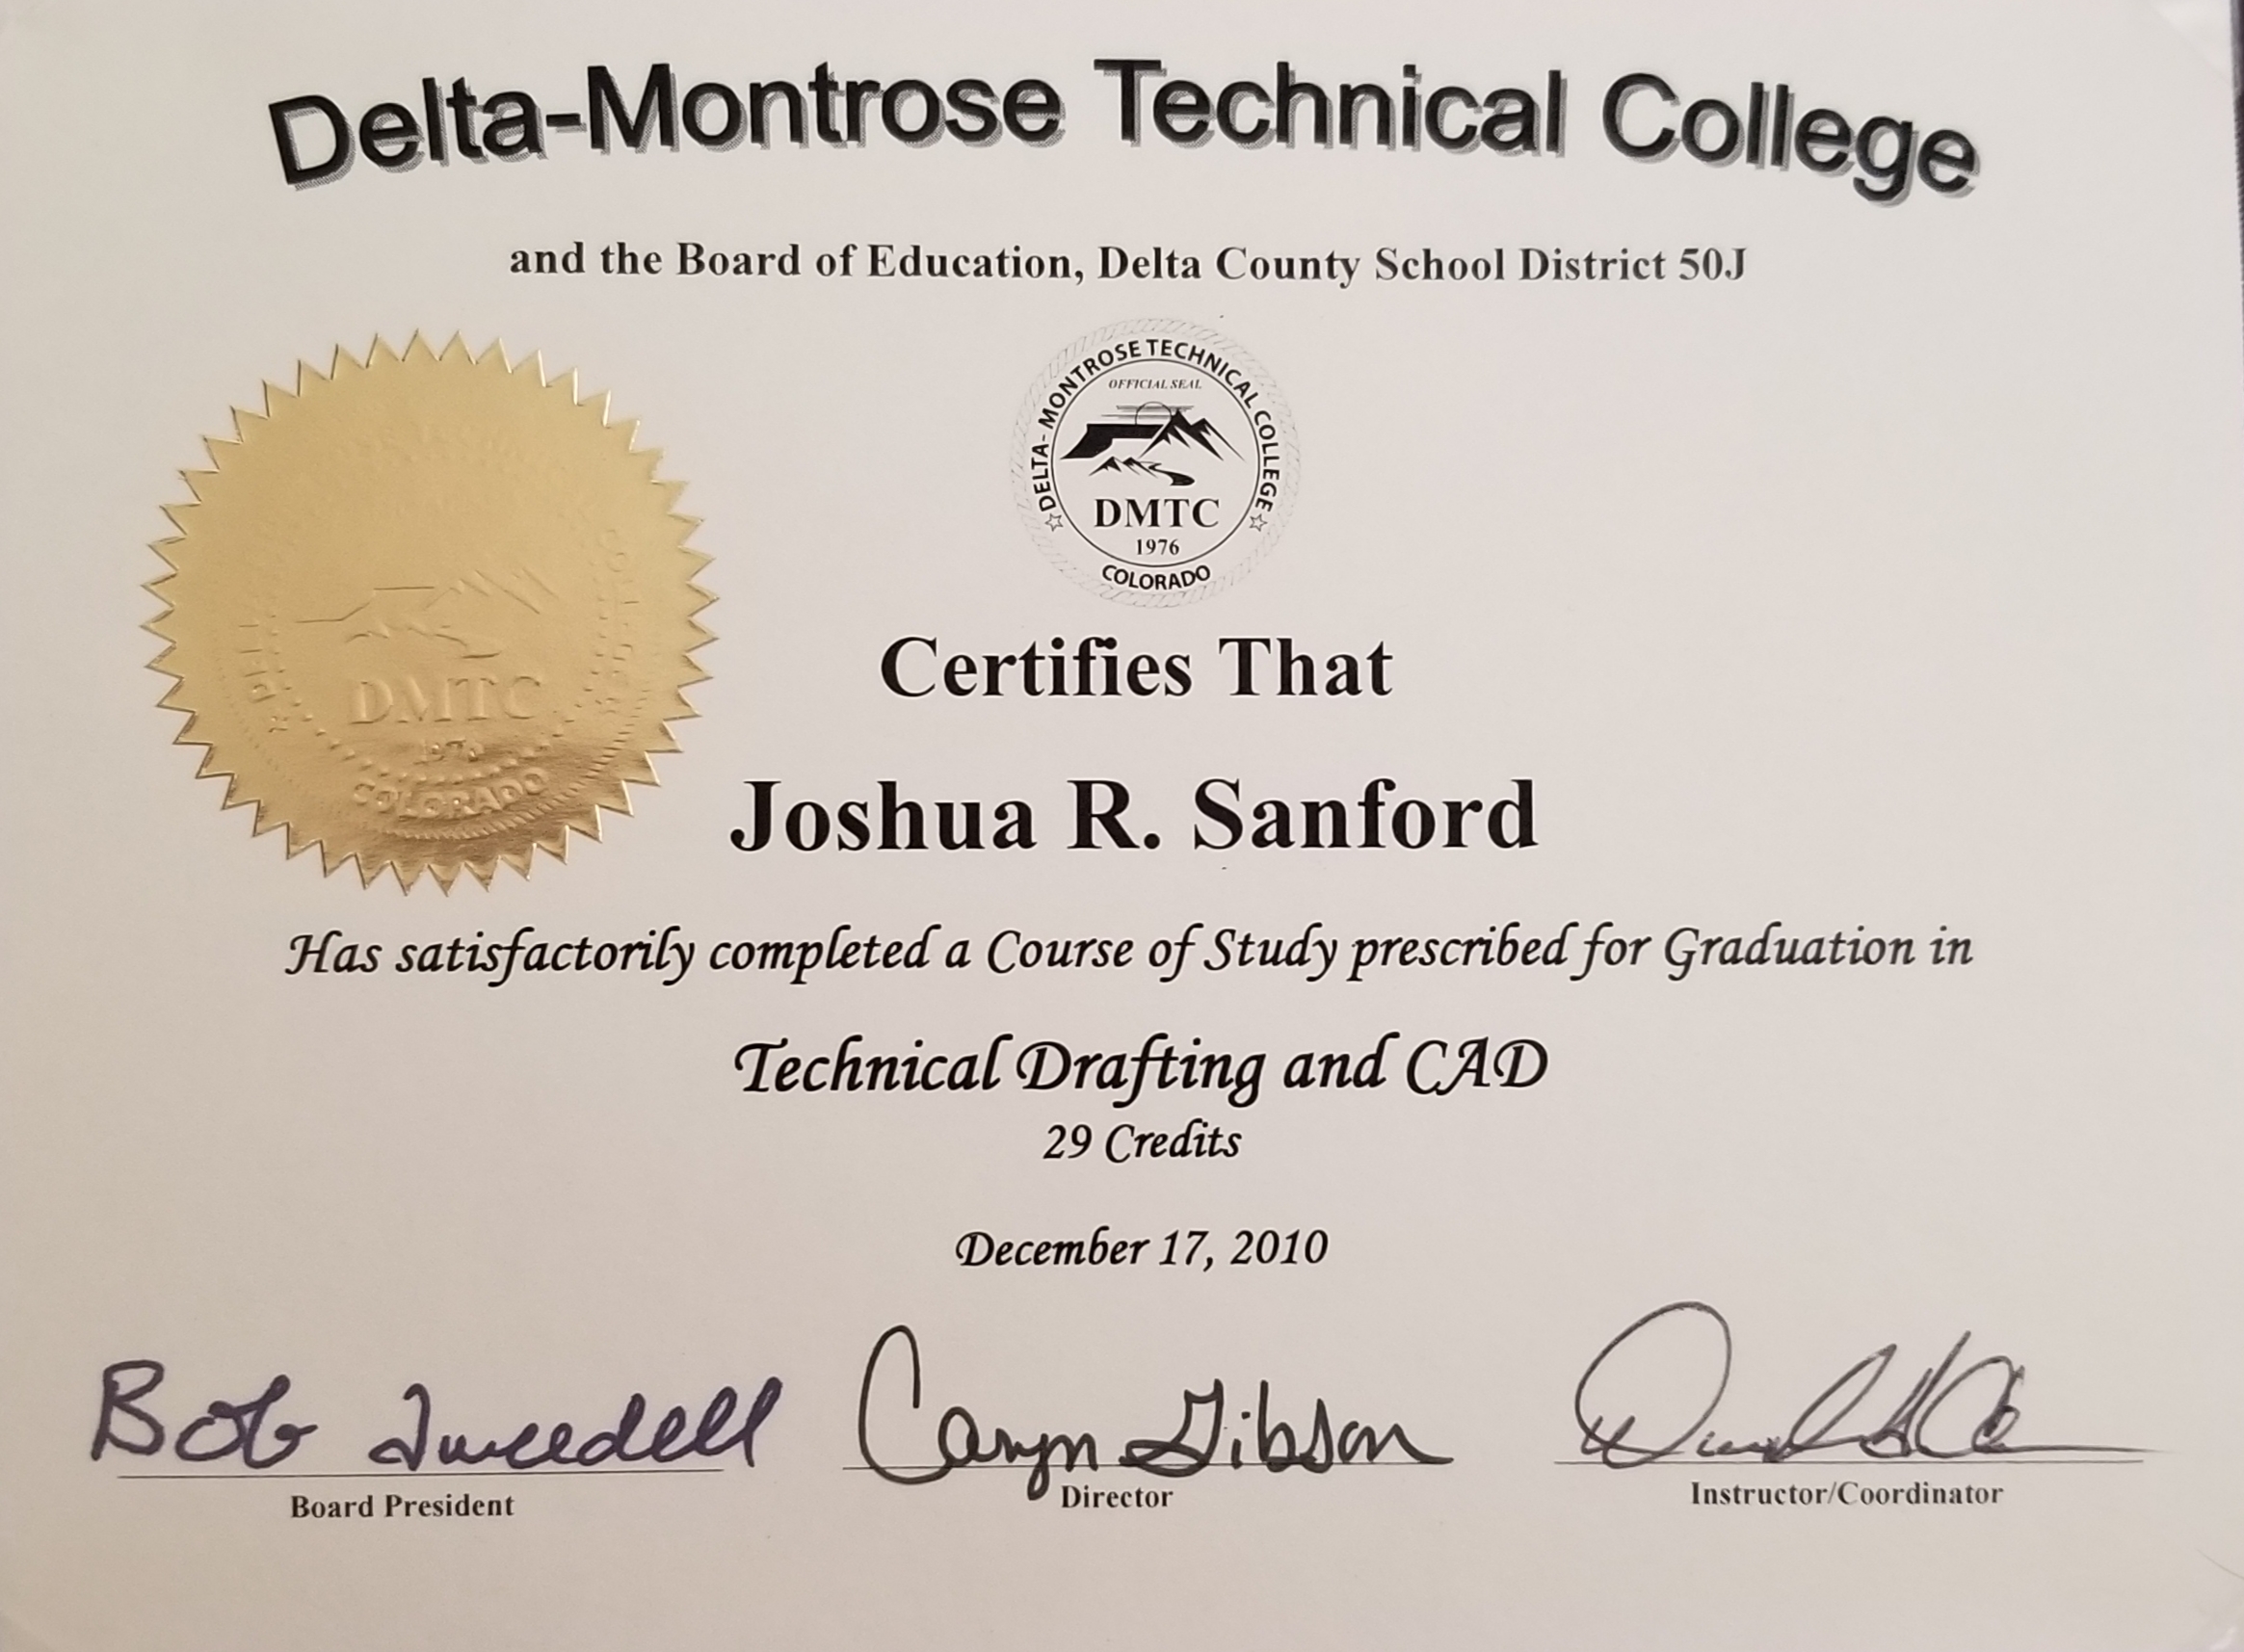 Delta-Montrose Technical College
and the Board of Education, Delta County School District 50J
DELTA-MONTROSE TECHNICAL COLLEGE
OFFICIAL SEAL
DMTC
1976
COLORADO
DMTC
1976
COLORADO
Certifies That
Joshua R. Sanford
Has satisfactorily completed a Course of Study prescribed for Graduation in
Technical Drafting and CAD
29 Credits
December 17, 2010
Bob Tweedell
Caryn Gibson
Board President
Director
Instructor/Coordinator